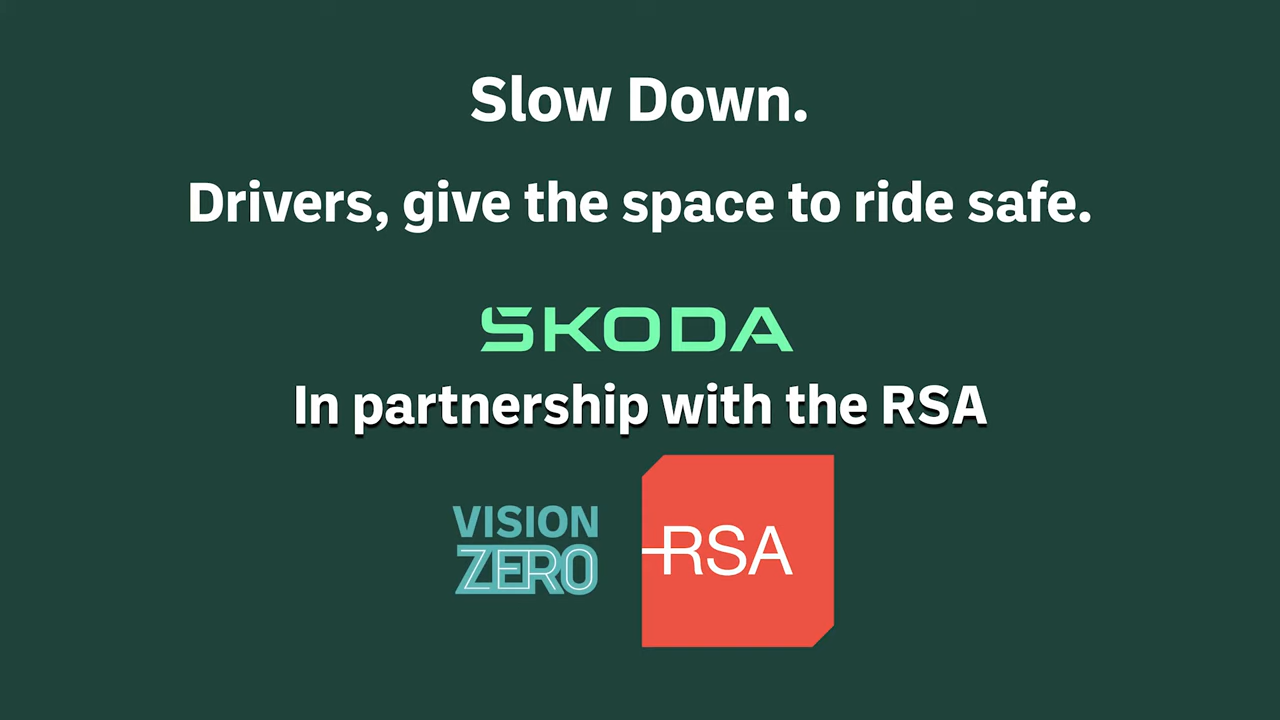 Slow Down.
Drivers, give the space to ride safe.
SKODA
In partnership with the RSA
VISION
ZERO
RSA